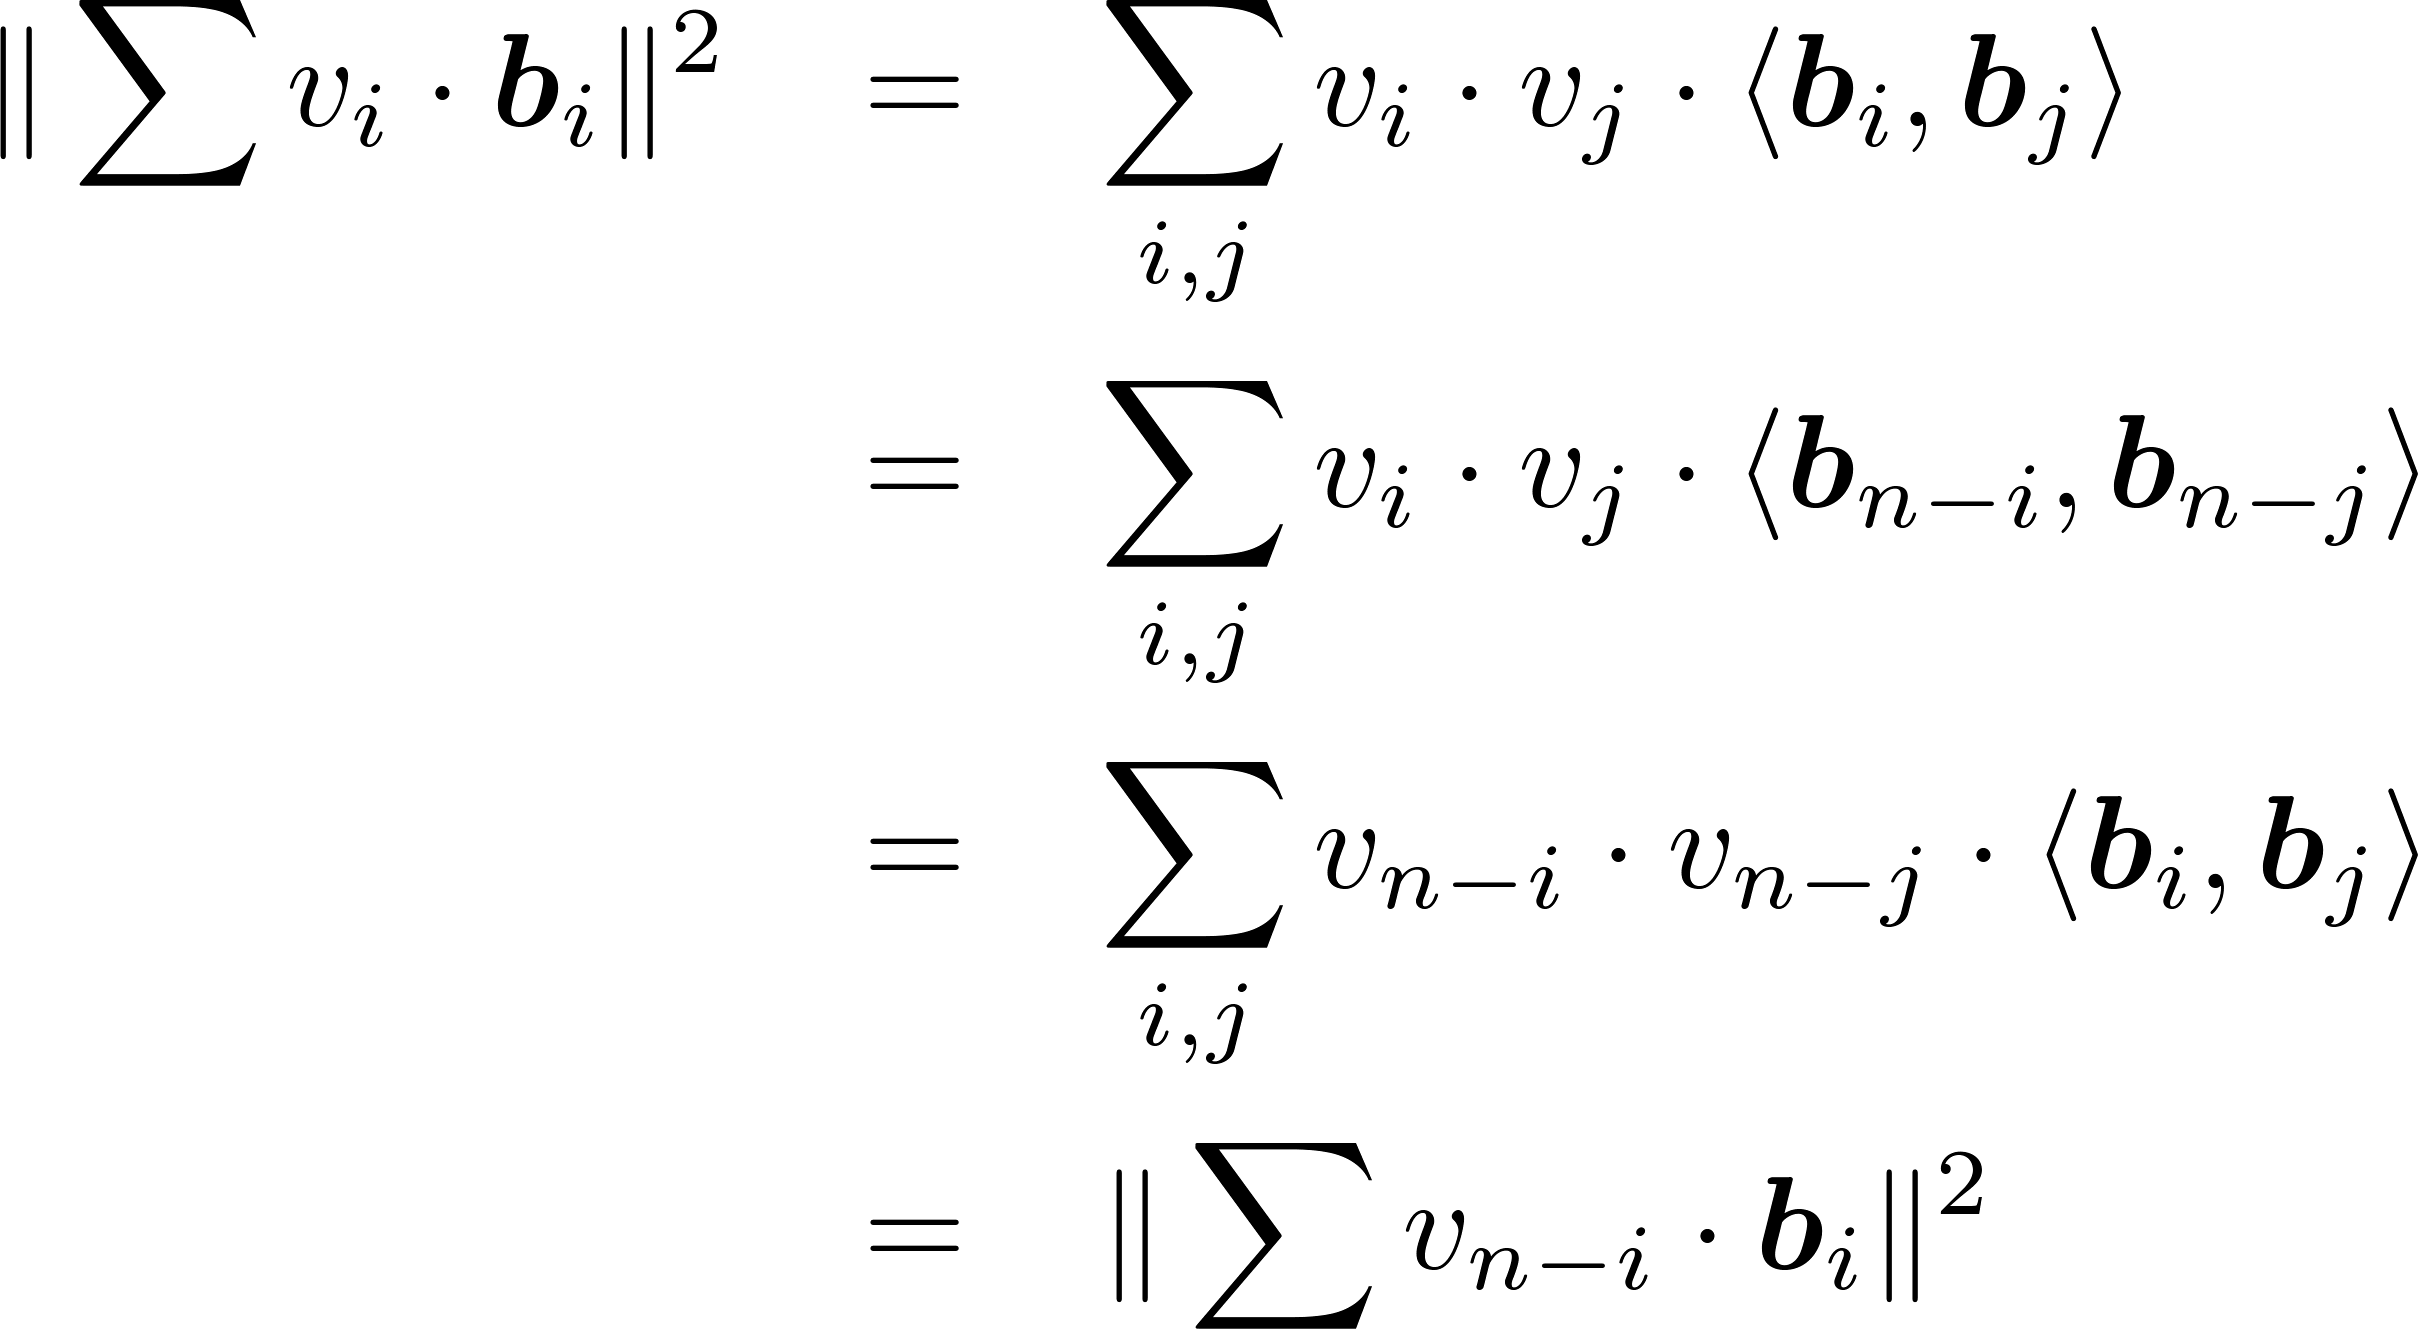 ‖ ∑ v_i · b_i‖² = ∑_{i,j} v_i · v_j · ⟨b_i, b_j⟩
= ∑_{i,j} v_i · v_j · ⟨b_{n−i}, b_{n−j}⟩
= ∑_{i,j} v_{n−i} · v_{n−j} · ⟨b_i, b_j⟩
= ‖ ∑ v_{n−i} · b_i‖²